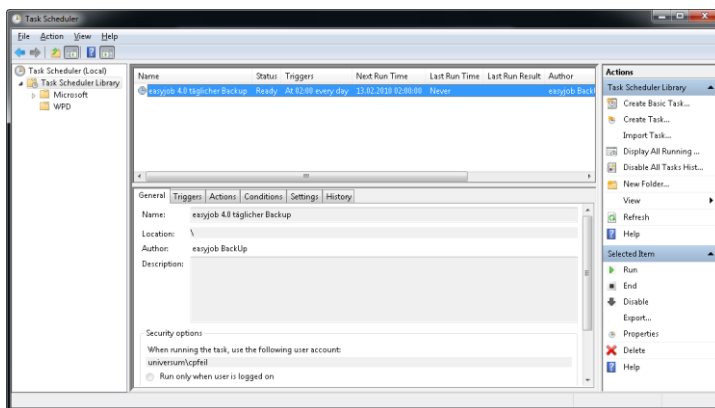 Task Scheduler
File Action View Help
Task Scheduler (Local)
Task Scheduler Library
Microsoft
WPD
Name Status Triggers Next Run Time Last Run Time Last Run Result Author
easyjob 4.0 täglicher Backup Ready At 02:00 every day 13.02.2010 02:00:00 Never easyjob Back
General Triggers Actions Conditions Settings History
Name: easyjob 4.0 täglicher Backup
Location: \
Author: easyjob BackUp
Description:
Security options
When running the task, use the following user account:
universum\cpfeil
Run only when user is logged on
Actions
Task Scheduler Library
Create Basic Task...
Create Task...
Import Task...
Display All Running ...
Disable All Tasks Hist...
New Folder...
View
Refresh
Help
Selected Item
Run
End
Disable
Export...
Properties
Delete
Help